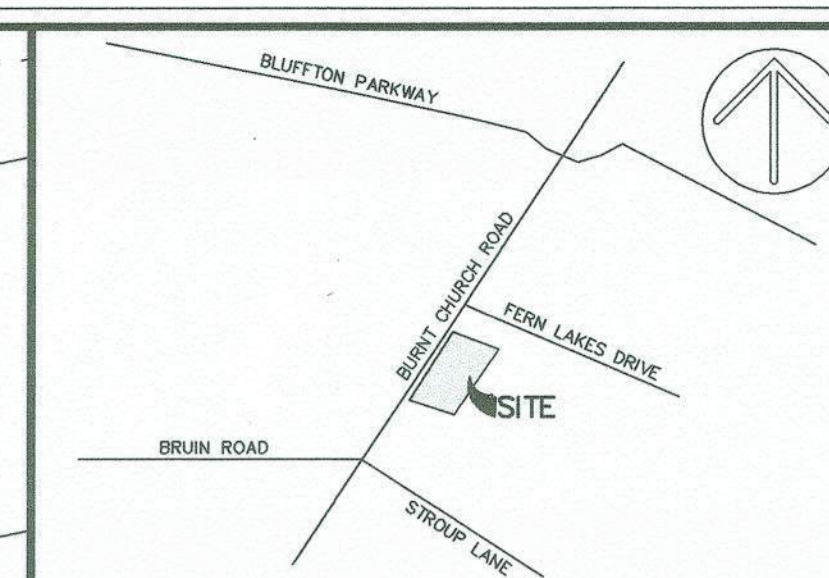 BLUFFTON PARKWAY
BURNT CHURCH ROAD
FERN LAKES DRIVE
SITE
BRUIN ROAD
STROUP LANE